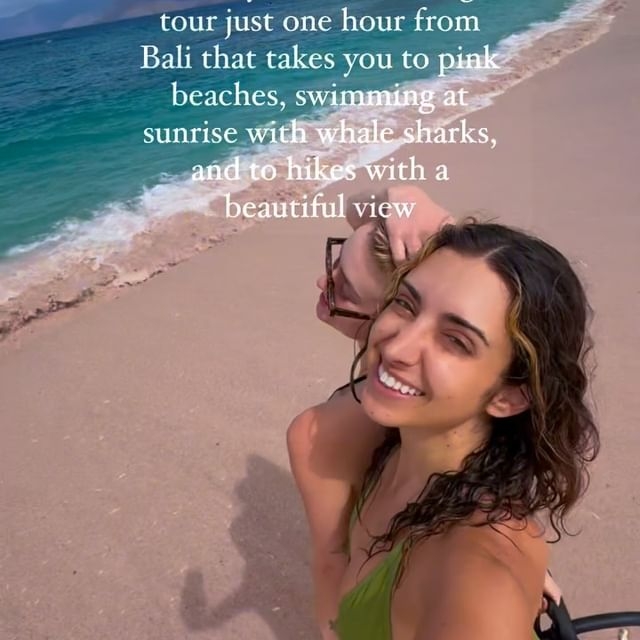 tour just one hour from
Bali that takes you to pink
beaches, swimming at
sunrise with whale sharks,
and to hikes with a
beautiful view